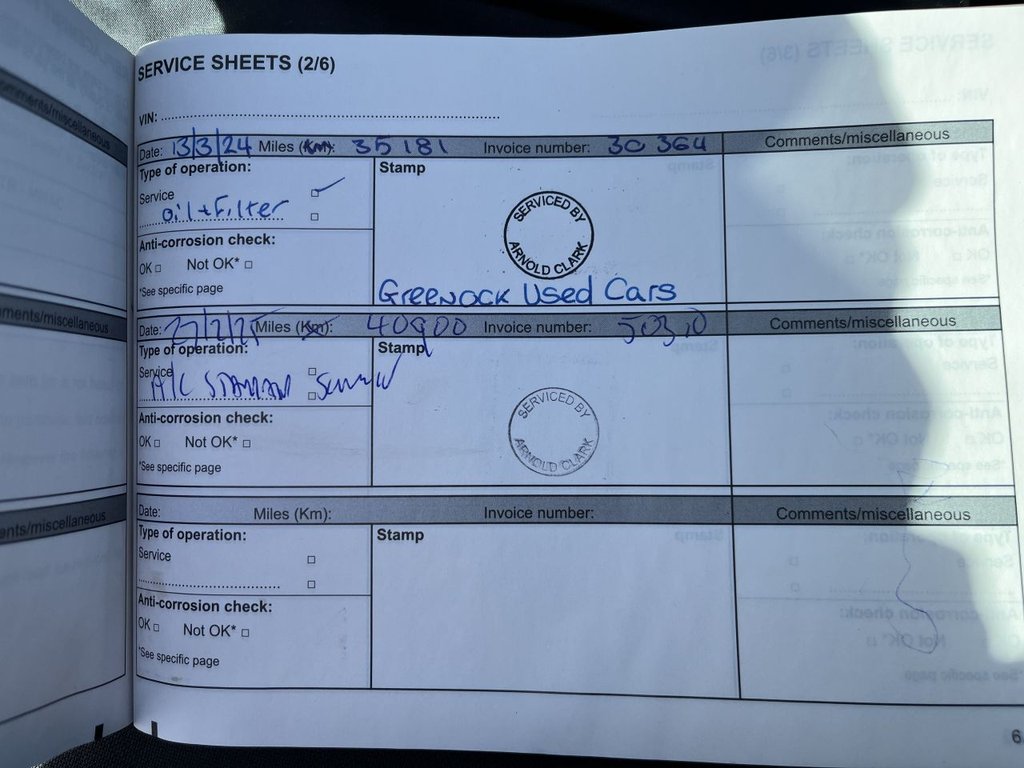 SERVICE SHEETS (2/6)
VIN:
Date: 13/3/24 Miles (Km): 35181 Invoice number: 30364 Comments/miscellaneous
Type of operation: Stamp
Service
oil + Filter
SERVICED BY
ARNOLD CLARK
Anti-corrosion check:
OK Not OK*
*See specific page
Greenock Used Cars
Date: Miles (Km): Invoice number: Comments/miscellaneous
Type of operation: Stamp
Service
A/C
SERVICED BY
ARNOLD CLARK
Anti-corrosion check:
OK Not OK*
*See specific page
Date: Miles (Km): Invoice number: Comments/miscellaneous
Type of operation: Stamp
Service
Anti-corrosion check:
OK Not OK*
*See specific page
6